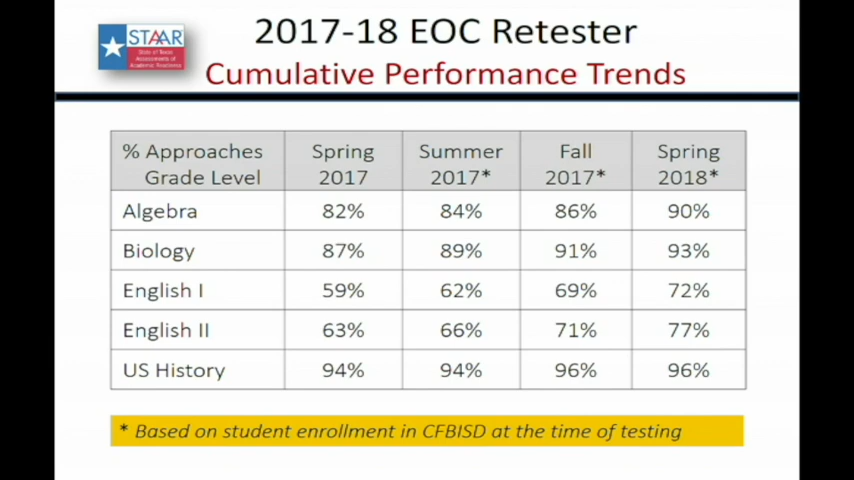 2017-18 EOC Retester
STAAR
State of Texas
Assessments of
Academic Readiness
Cumulative Performance Trends
% Approaches Grade Level Spring 2017 Summer 2017* Fall 2017* Spring 2018*
Algebra 82% 84% 86% 90%
Biology 87% 89% 91% 93%
English I 59% 62% 69% 72%
English II 63% 66% 71% 77%
US History 94% 94% 96% 96%
* Based on student enrollment in CFBISD at the time of testing